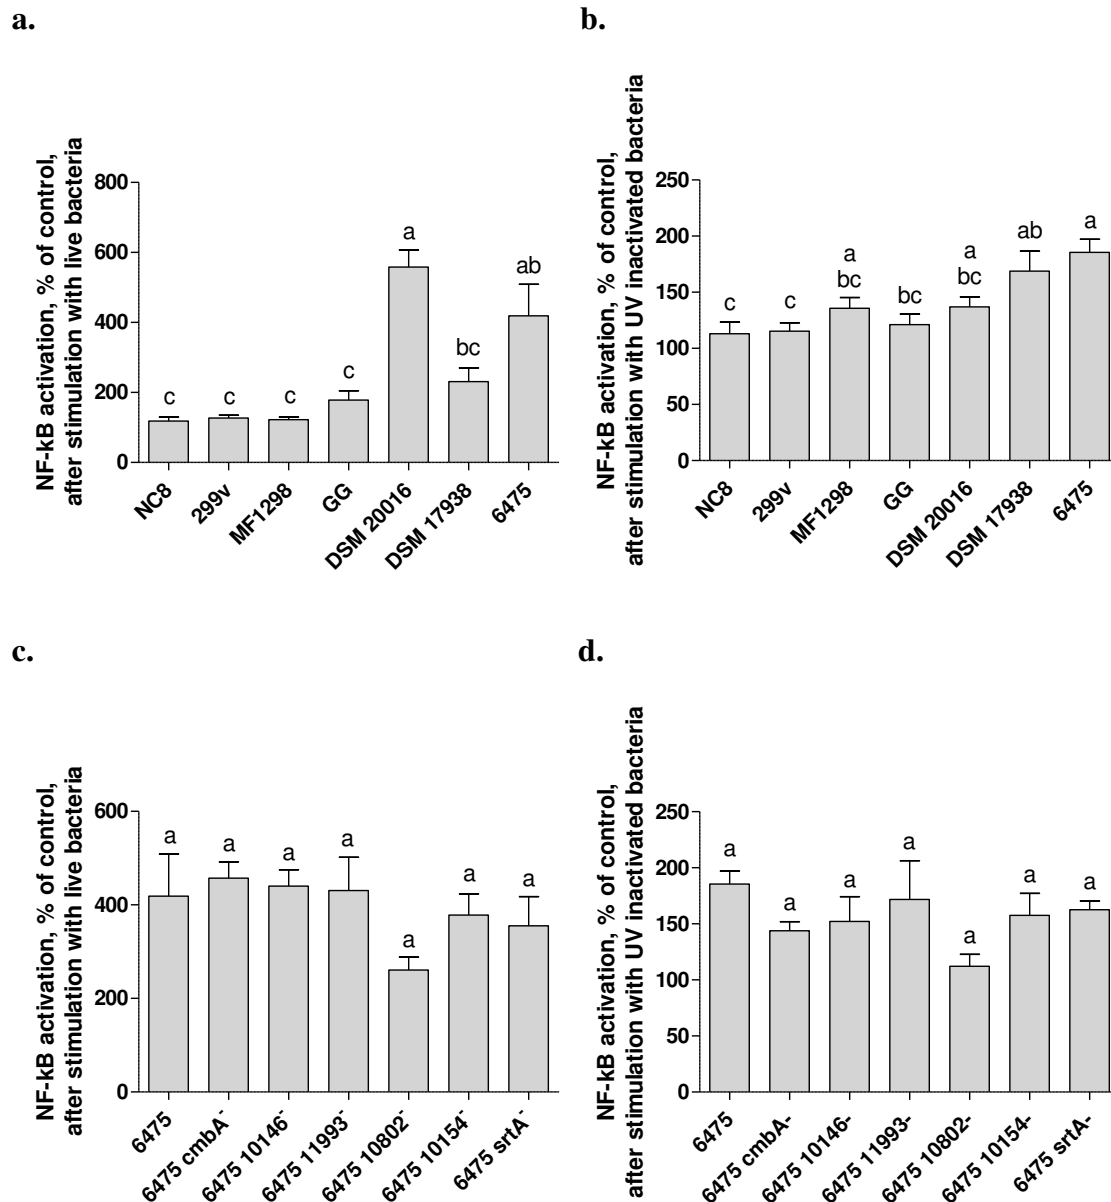 a.
NF-kB activation, % of control,
after stimulation with live bacteria
800
600
400
200
0
c
c
c
c
a
bc
ab
NC8
299v
MF1298
GG
DSM 20016
DSM 17938
6475
b.
NF-kB activation, % of control,
after stimulation with UV inactivated bacteria
250
200
150
100
50
0
c
c
a
bc
bc
a
bc
ab
a
NC8
299v
MF1298
GG
DSM 20016
DSM 17938
6475
c.
NF-kB activation, % of control,
after stimulation with live bacteria
600
400
200
0
a
a
a
a
a
a
a
6475
6475 cmbA⁻
6475 10146⁻
6475 11993⁻
6475 10802⁻
6475 10154⁻
6475 srtA⁻
d.
NF-kB activation, % of control,
after stimulation with UV inactivated bacteria
250
200
150
100
50
0
a
a
a
a
a
a
a
6475
6475 cmbA-
6475 10146-
6475 11993-
6475 10802-
6475 10154-
6475 srtA-